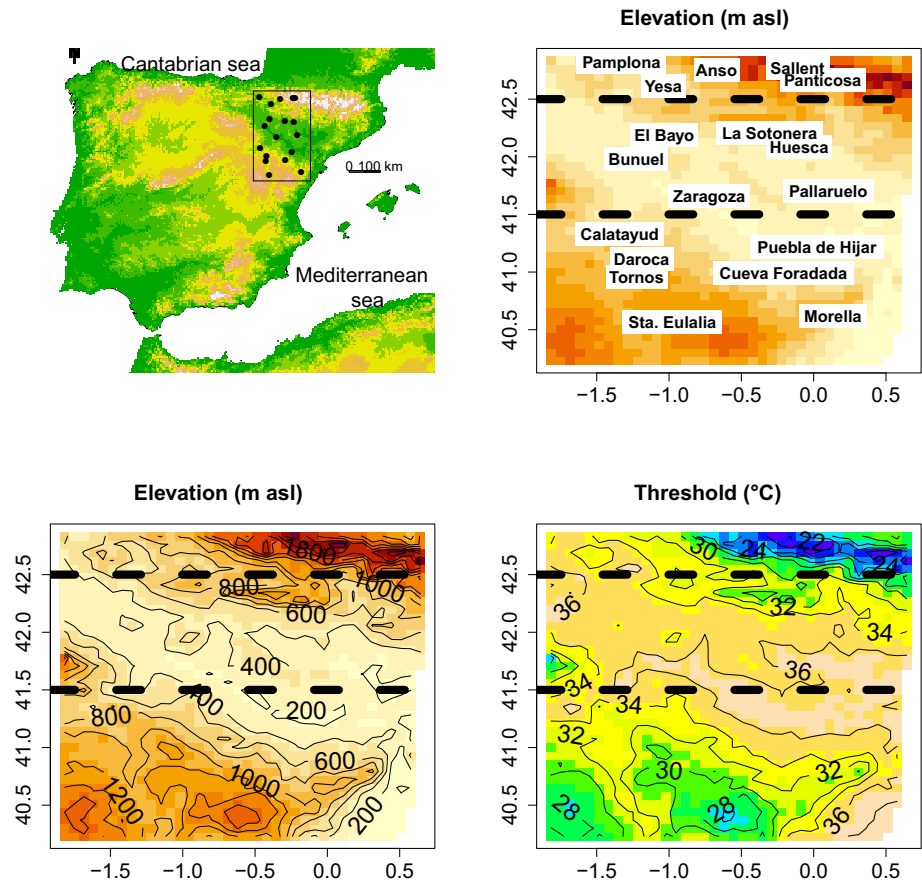 Elevation (m asl)
Cantabrian sea
0 100 km
Mediterranean
sea
Pamplona
Anso
Sallent
Yesa
Panticosa
El Bayo
La Sotonera
Bunuel
Huesca
Zaragoza
Pallaruelo
Calatayud
Puebla de Hijar
Daroca
Cueva Foradada
Tornos
Sta. Eulalia
Morella
42.5
42.0
41.5
41.0
40.5
−1.5 −1.0 −0.5 0.0 0.5
Elevation (m asl)
1800
1000
800
600
400
400
200
800
600
1000
1200
200
42.5
42.0
41.5
41.0
40.5
−1.5 −1.0 −0.5 0.0 0.5
Threshold (°C)
30
24
22
24
32
36
34
36
34
34
32
32
30
28
28
36
42.5
42.0
41.5
41.0
40.5
−1.5 −1.0 −0.5 0.0 0.5